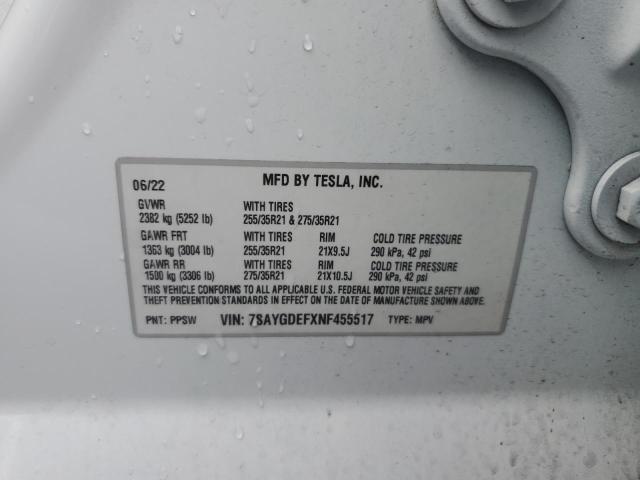 06/22 MFD BY TESLA, INC.
GVWR WITH TIRES
2382 kg (5252 lb) 255/35R21 & 275/35R21
GAWR FRT WITH TIRES RIM COLD TIRE PRESSURE
1363 kg (3004 lb) 255/35R21 21X9.5J 290 kPa, 42 psi
GAWR RR WITH TIRES RIM COLD TIRE PRESSURE
1500 kg (3306 lb) 275/35R21 21X10.5J 290 kPa, 42 psi
THIS VEHICLE CONFORMS TO ALL APPLICABLE U.S. FEDERAL MOTOR VEHICLE SAFETY AND
THEFT PREVENTION STANDARDS IN EFFECT ON THE DATE OF MANUFACTURE SHOWN ABOVE.
PNT: PPSW VIN: 7SAYGDEFXNF455517 TYPE: MPV